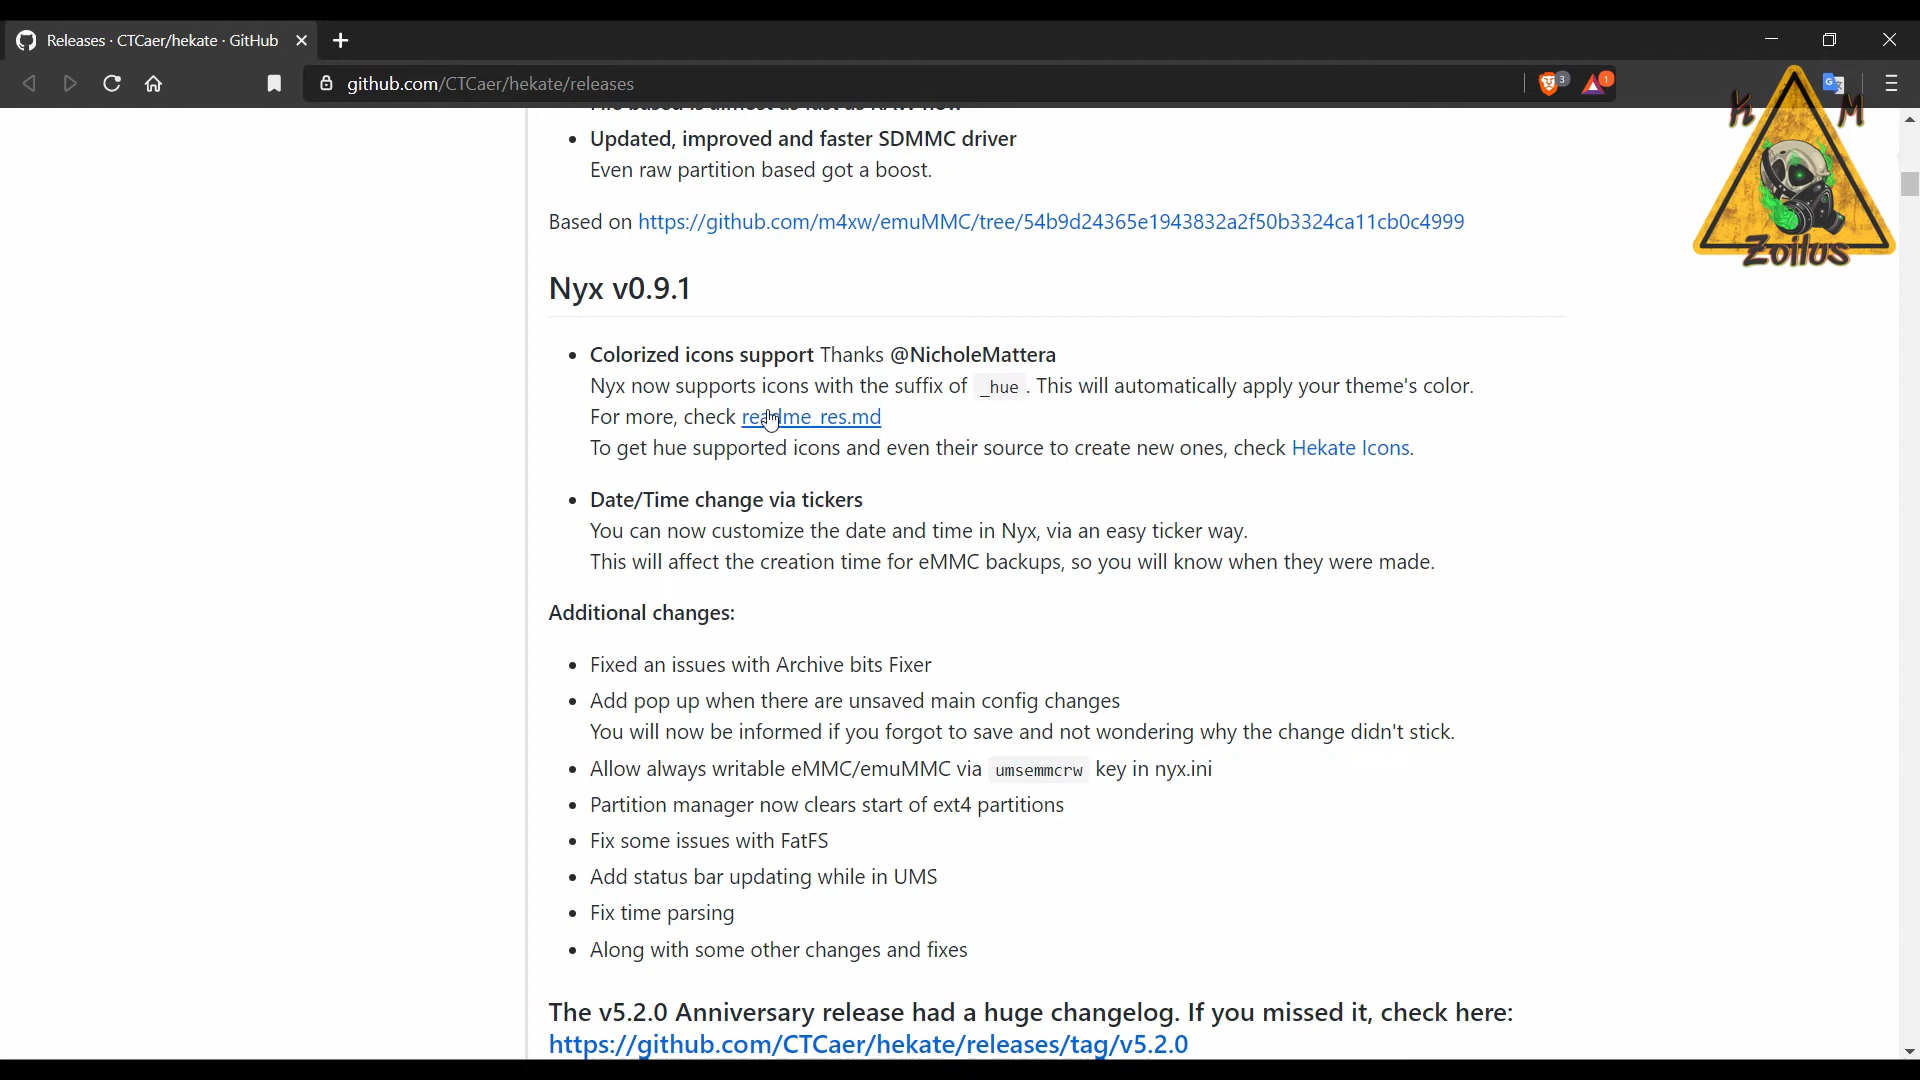 Releases · CTCaer/hekate · GitHub
github.com/CTCaer/hekate/releases
3
1
K M
Zoilus
File based is almost as fast as RAW now
Updated, improved and faster SDMMC driver
Even raw partition based got a boost.
Based on https://github.com/m4xw/emuMMC/tree/54b9d24365e1943832a2f50b3324ca11cb0c4999
Nyx v0.9.1
Colorized icons support Thanks @NicholeMattera
Nyx now supports icons with the suffix of _hue . This will automatically apply your theme's color.
For more, check readme_res.md
To get hue supported icons and even their source to create new ones, check Hekate Icons.
Date/Time change via tickers
You can now customize the date and time in Nyx, via an easy ticker way.
This will affect the creation time for eMMC backups, so you will know when they were made.
Additional changes:
Fixed an issues with Archive bits Fixer
Add pop up when there are unsaved main config changes
You will now be informed if you forgot to save and not wondering why the change didn't stick.
Allow always writable eMMC/emuMMC via umsemmcrw key in nyx.ini
Partition manager now clears start of ext4 partitions
Fix some issues with FatFS
Add status bar updating while in UMS
Fix time parsing
Along with some other changes and fixes
The v5.2.0 Anniversary release had a huge changelog. If you missed it, check here:
https://github.com/CTCaer/hekate/releases/tag/v5.2.0